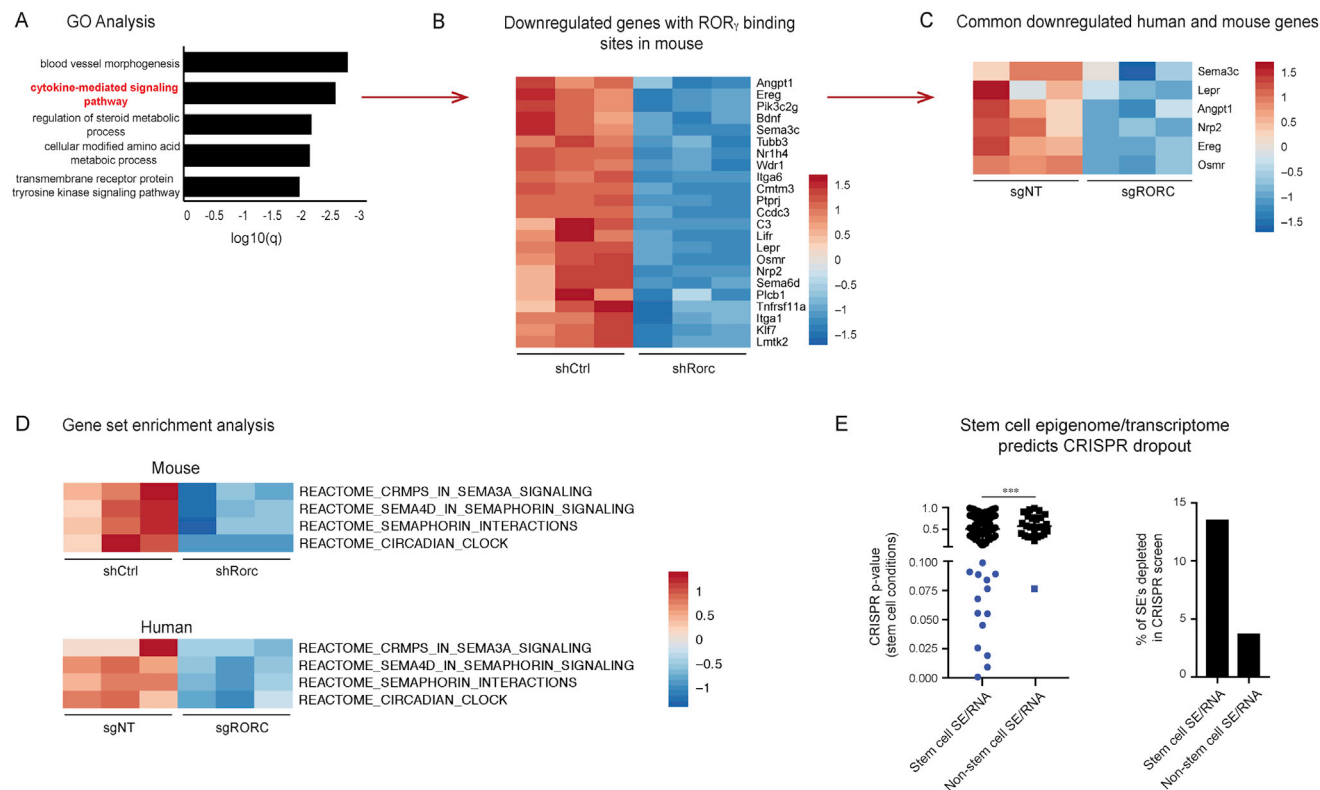 A
GO Analysis
blood vessel morphogenesis
cytokine-mediated signaling
pathway
regulation of steroid metabolic
process
cellular modified amino acid
metaboic process
transmembrane receptor protein
tryrosine kinase signaling pathway
0
-0.5
-1
-1.5
-2
-2.5
-3
log10(q)
B
Downregulated genes with RORγ binding
sites in mouse
Angpt1
Ereg
Pik3c2g
Bdnf
Sema3c
Tubb3
Nr1h4
Wdr1
Itga6
Cmtm3
Ptprj
Ccdc3
C3
Lifr
Lepr
Osmr
Nrp2
Sema6d
Plcb1
Tnfrsf11a
Itga1
Klf7
Lmtk2
shCtrl
shRorc
1.5
1
0.5
0
−0.5
−1
−1.5
C
Common downregulated human and mouse genes
Sema3c
Lepr
Angpt1
Nrp2
Ereg
Osmr
sgNT
sgRORC
1.5
1
0.5
0
−0.5
−1
−1.5
D
Gene set enrichment analysis
Mouse
REACTOME_CRMPS_IN_SEMA3A_SIGNALING
REACTOME_SEMA4D_IN_SEMAPHORIN_SIGNALING
REACTOME_SEMAPHORIN_INTERACTIONS
REACTOME_CIRCADIAN_CLOCK
shCtrl
shRorc
Human
REACTOME_CRMPS_IN_SEMA3A_SIGNALING
REACTOME_SEMA4D_IN_SEMAPHORIN_SIGNALING
REACTOME_SEMAPHORIN_INTERACTIONS
REACTOME_CIRCADIAN_CLOCK
sgNT
sgRORC
1
0.5
0
−0.5
−1
E
Stem cell epigenome/transcriptome
predicts CRISPR dropout
***
CRISPR p-value
(stem cell conditions)
1.0
0.5
0.100
0.075
0.050
0.025
0.000
Stem cell SE/RNA
Non-stem cell SE/RNA
% of SE's depleted
in CRISPR screen
15
10
5
0
Stem cell SE/RNA
Non-stem cell SE/RNA